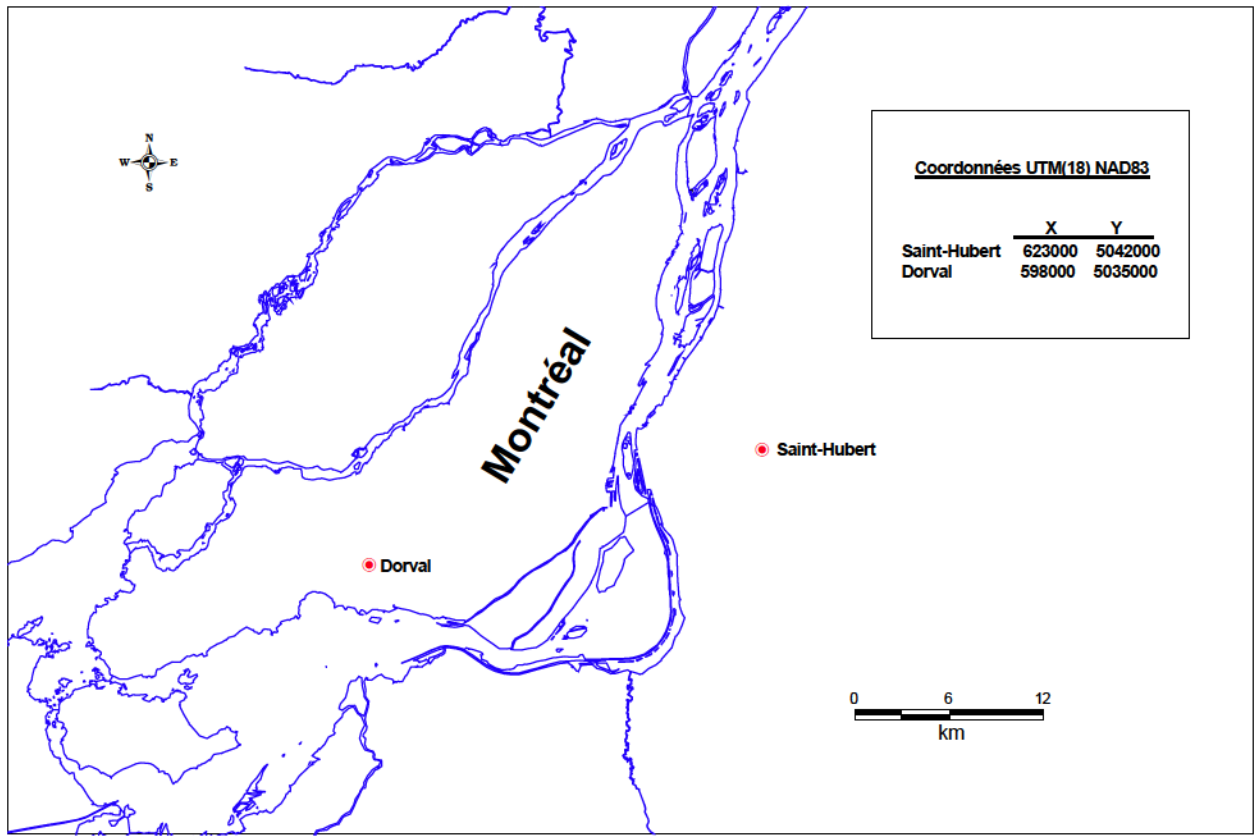 N
W E
S
Coordonnées UTM(18) NAD83
X Y
Saint-Hubert 623000 5042000
Dorval 598000 5035000
Montréal
Saint-Hubert
Dorval
0 6 12
km